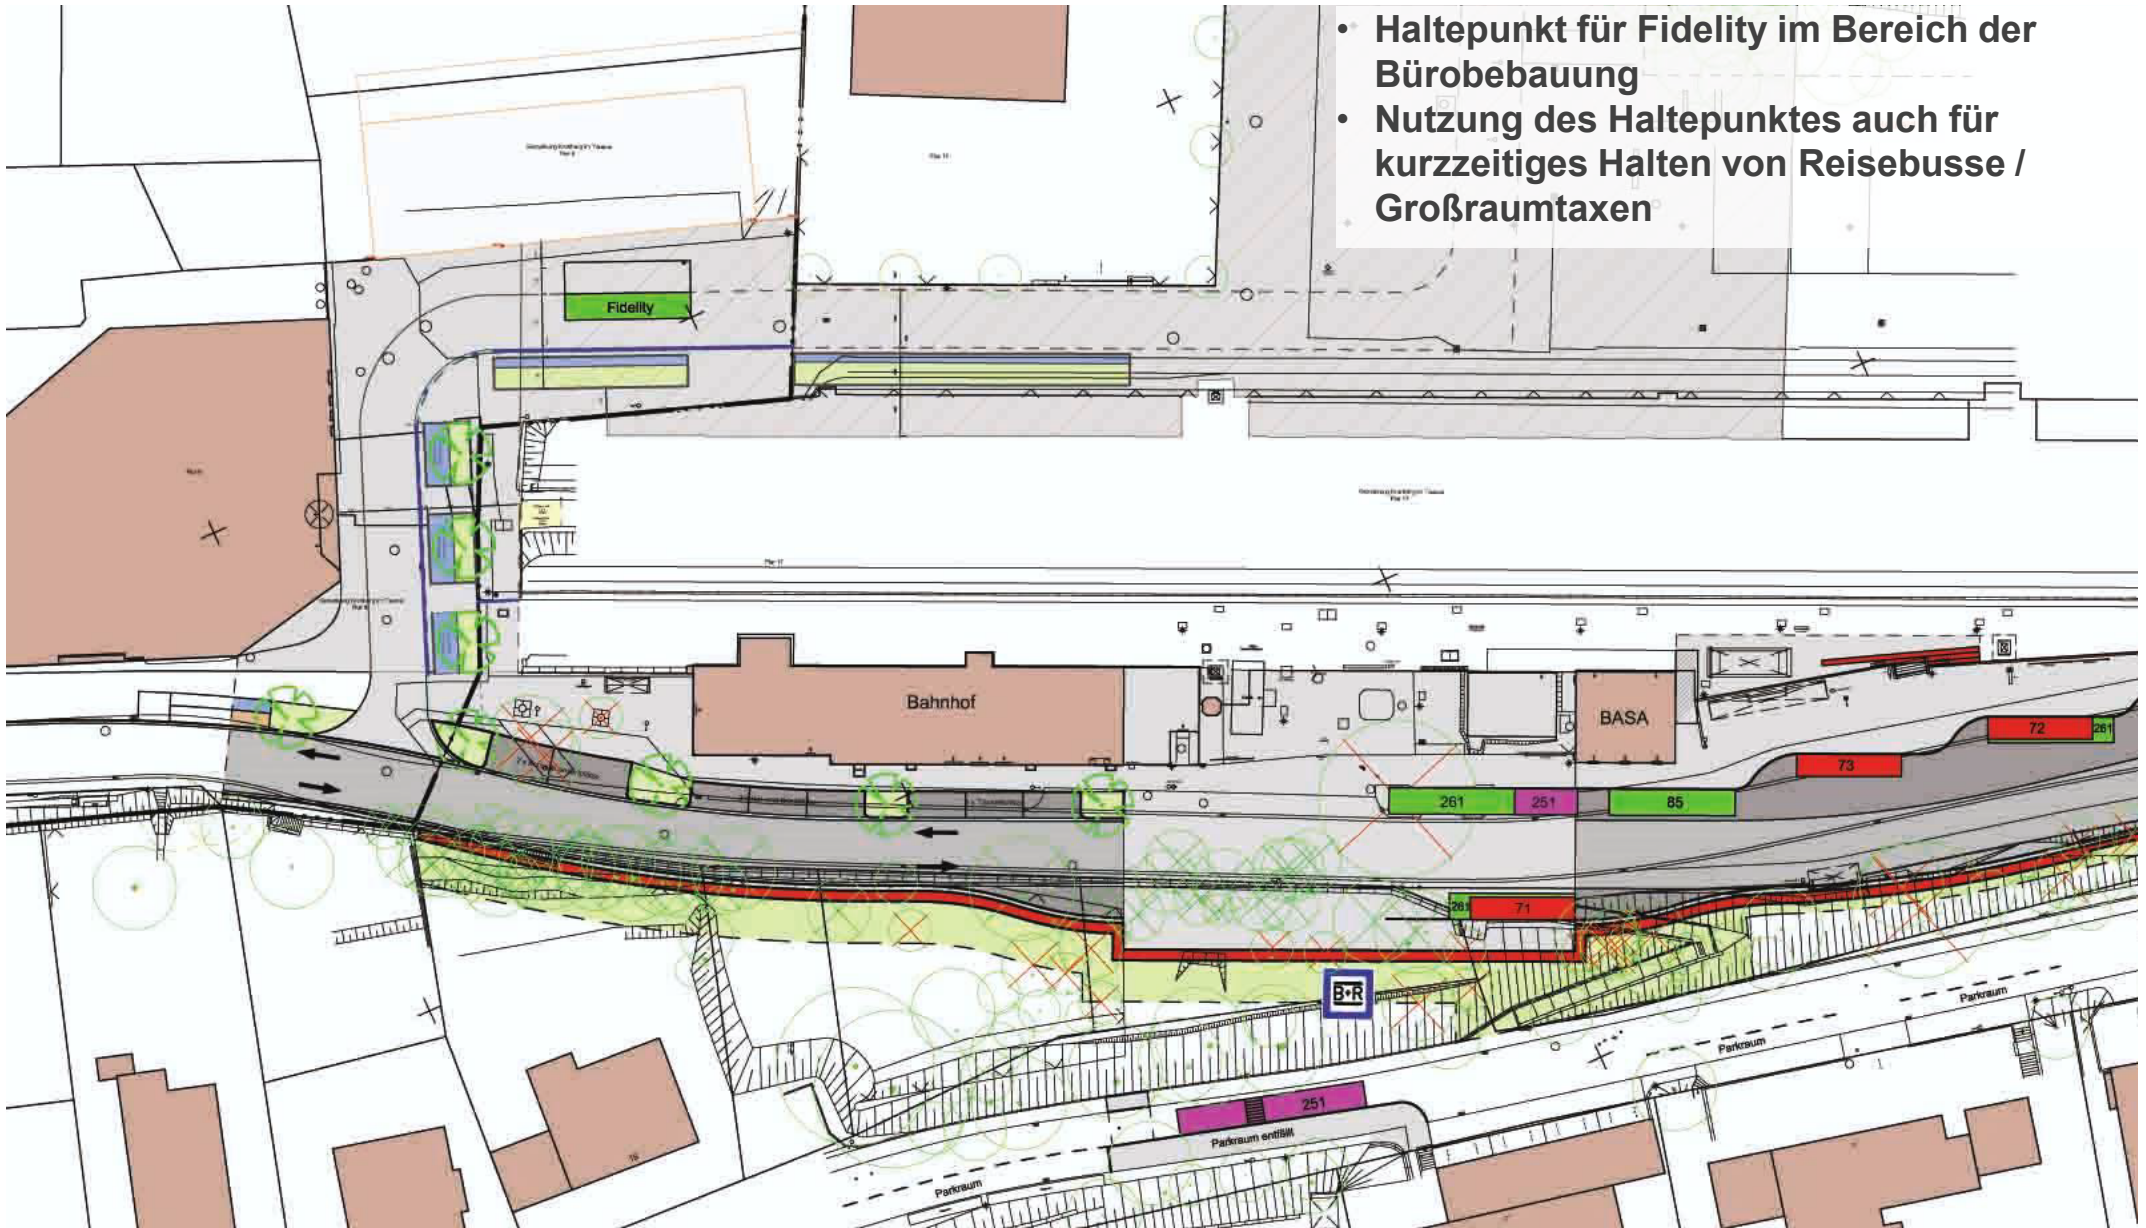 • Haltepunkt für Fidelity im Bereich der
Bürobebauung
• Nutzung des Haltepunktes auch für
kurzzeitiges Halten von Reisebusse /
Großraumtaxen
Fidelity
Bahnhof
BASA
72
261
73
261
251
85
261
71
B+R
Parkraum
Parkraum
251
Parkraum entfällt
Parkraum